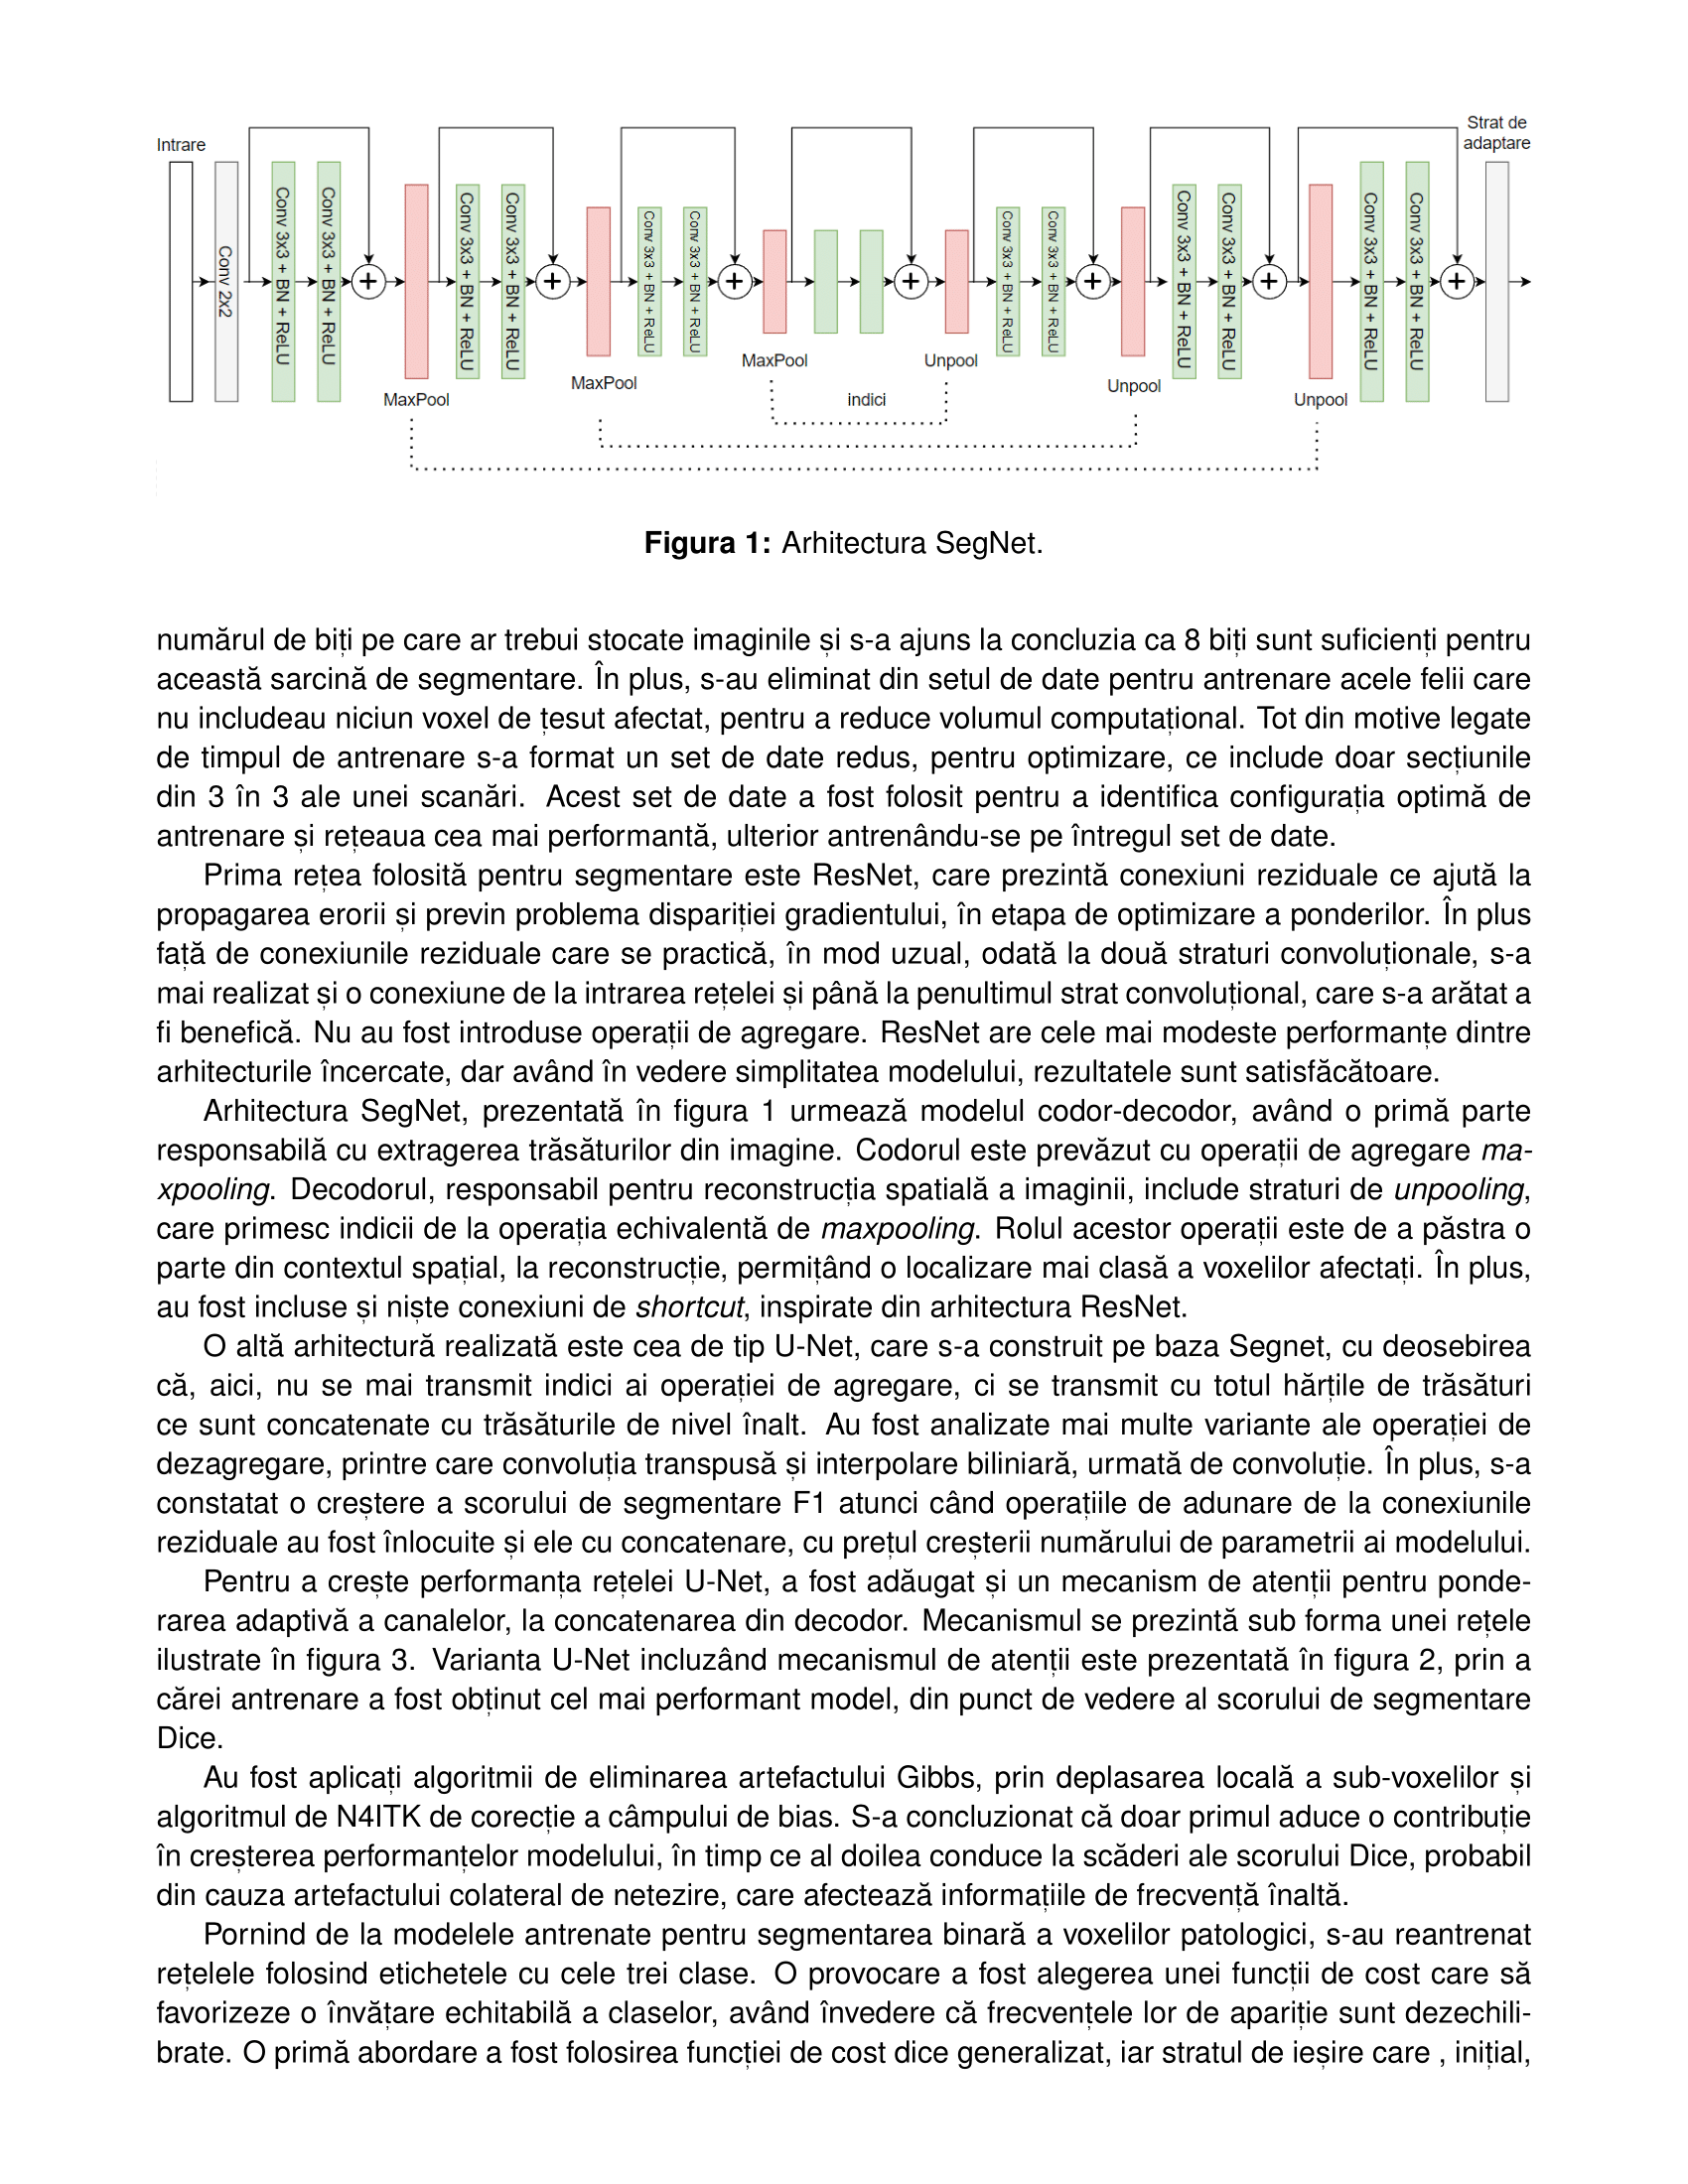 Intrare
Strat de
adaptare
Conv 2x2
Conv 3x3 + BN + ReLU
Conv 3x3 + BN + ReLU
+
MaxPool
Conv 3x3 + BN + ReLU
Conv 3x3 + BN + ReLU
+
MaxPool
Conv 3x3 + BN + ReLU
Conv 3x3 + BN + ReLU
+
MaxPool
+
indici
Unpool
Conv 3x3 + BN + ReLU
Conv 3x3 + BN + ReLU
+
Unpool
Conv 3x3 + BN + ReLU
Conv 3x3 + BN + ReLU
+
Unpool
Conv 3x3 + BN + ReLU
Conv 3x3 + BN + ReLU
+
Figura 1: Arhitectura SegNet.
numărul de biți pe care ar trebui stocate imaginile și s-a ajuns la concluzia ca 8 biți sunt suficienți pentru
această sarcină de segmentare. În plus, s-au eliminat din setul de date pentru antrenare acele felii care
nu includeau niciun voxel de țesut afectat, pentru a reduce volumul computațional. Tot din motive legate
de timpul de antrenare s-a format un set de date redus, pentru optimizare, ce include doar secțiunile
din 3 în 3 ale unei scanări. Acest set de date a fost folosit pentru a identifica configurația optimă de
antrenare și rețeaua cea mai performantă, ulterior antrenându-se pe întregul set de date.
Prima rețea folosită pentru segmentare este ResNet, care prezintă conexiuni reziduale ce ajută la
propagarea erorii și previn problema dispariției gradientului, în etapa de optimizare a ponderilor. În plus
față de conexiunile reziduale care se practică, în mod uzual, odată la două straturi convoluționale, s-a
mai realizat și o conexiune de la intrarea rețelei și până la penultimul strat convoluțional, care s-a arătat a
fi benefică. Nu au fost introduse operații de agregare. ResNet are cele mai modeste performanțe dintre
arhitecturile încercate, dar având în vedere simplitatea modelului, rezultatele sunt satisfăcătoare.
Arhitectura SegNet, prezentată în figura 1 urmează modelul codor-decodor, având o primă parte
responsabilă cu extragerea trăsăturilor din imagine. Codorul este prevăzut cu operații de agregare ma-
xpooling. Decodorul, responsabil pentru reconstrucția spatială a imaginii, include straturi de unpooling,
care primesc indicii de la operația echivalentă de maxpooling. Rolul acestor operații este de a păstra o
parte din contextul spațial, la reconstrucție, permițând o localizare mai clasă a voxelilor afectați. În plus,
au fost incluse și niște conexiuni de shortcut, inspirate din arhitectura ResNet.
O altă arhitectură realizată este cea de tip U-Net, care s-a construit pe baza Segnet, cu deosebirea
că, aici, nu se mai transmit indici ai operației de agregare, ci se transmit cu totul hărțile de trăsături
ce sunt concatenate cu trăsăturile de nivel înalt. Au fost analizate mai multe variante ale operației de
dezagregare, printre care convoluția transpusă și interpolare biliniară, urmată de convoluție. În plus, s-a
constatat o creștere a scorului de segmentare F1 atunci când operațiile de adunare de la conexiunile
reziduale au fost înlocuite și ele cu concatenare, cu prețul creșterii numărului de parametrii ai modelului.
Pentru a crește performanța rețelei U-Net, a fost adăugat și un mecanism de atenții pentru ponde-
rarea adaptivă a canalelor, la concatenarea din decodor. Mecanismul se prezintă sub forma unei rețele
ilustrate în figura 3. Varianta U-Net incluzând mecanismul de atenții este prezentată în figura 2, prin a
cărei antrenare a fost obținut cel mai performant model, din punct de vedere al scorului de segmentare
Dice.
Au fost aplicați algoritmii de eliminarea artefactului Gibbs, prin deplasarea locală a sub-voxelilor și
algoritmul de N4ITK de corecție a câmpului de bias. S-a concluzionat că doar primul aduce o contribuție
în creșterea performanțelor modelului, în timp ce al doilea conduce la scăderi ale scorului Dice, probabil
din cauza artefactului colateral de netezire, care afectează informațiile de frecvență înaltă.
Pornind de la modelele antrenate pentru segmentarea binară a voxelilor patologici, s-au reantrenat
rețelele folosind etichetele cu cele trei clase. O provocare a fost alegerea unei funcții de cost care să
favorizeze o învățare echitabilă a claselor, având învedere că frecvențele lor de apariție sunt dezechili-
brate. O primă abordare a fost folosirea funcției de cost dice generalizat, iar stratul de ieșire care , inițial,